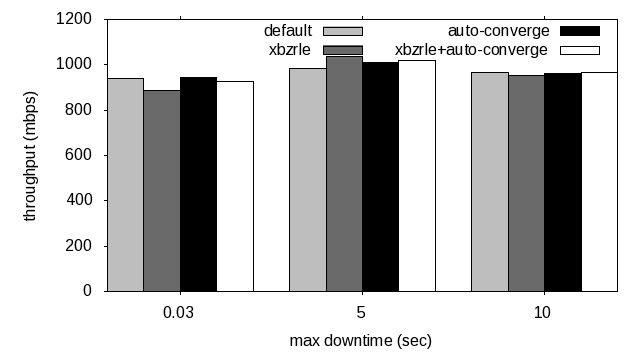 default
auto-converge
xbzrle
xbzrle+auto-converge
1200
1000
800
600
400
200
0
throughput (mbps)
0.03
5
10
max downtime (sec)